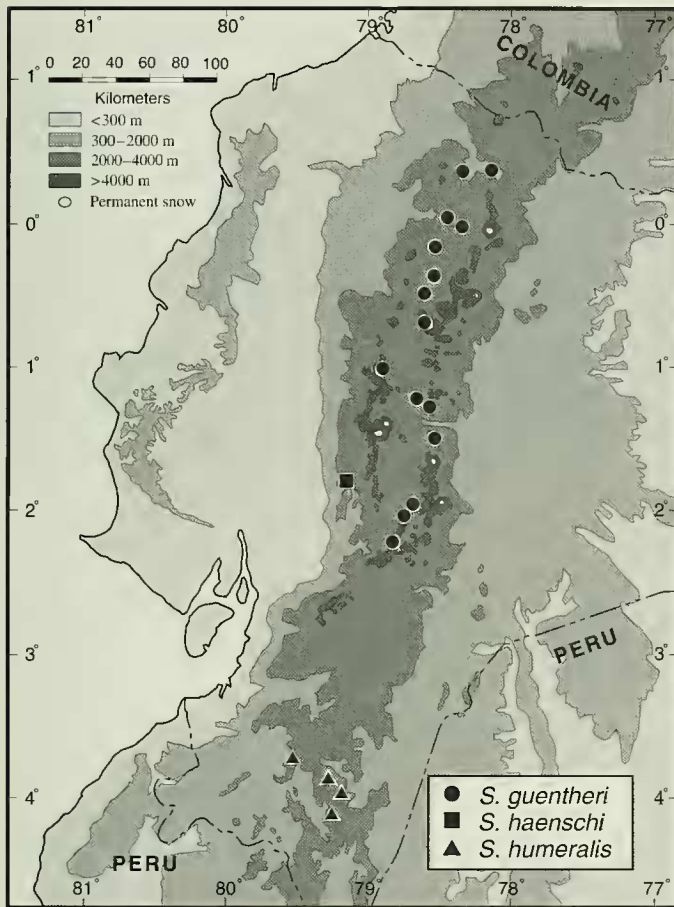 81 80 79 78 77
1°
0 20 40 60 80 100
Kilometers
<300 m
300–2000 m
2000–4000 m
>4000 m
Permanent snow
COLOMBIA
1°
0°
0°
1°
1°
2°
2°
3°
PERU
3°
4°
PERU
S. guentheri
S. haenschi
S. humeralis
4°
81 80 79 78 77